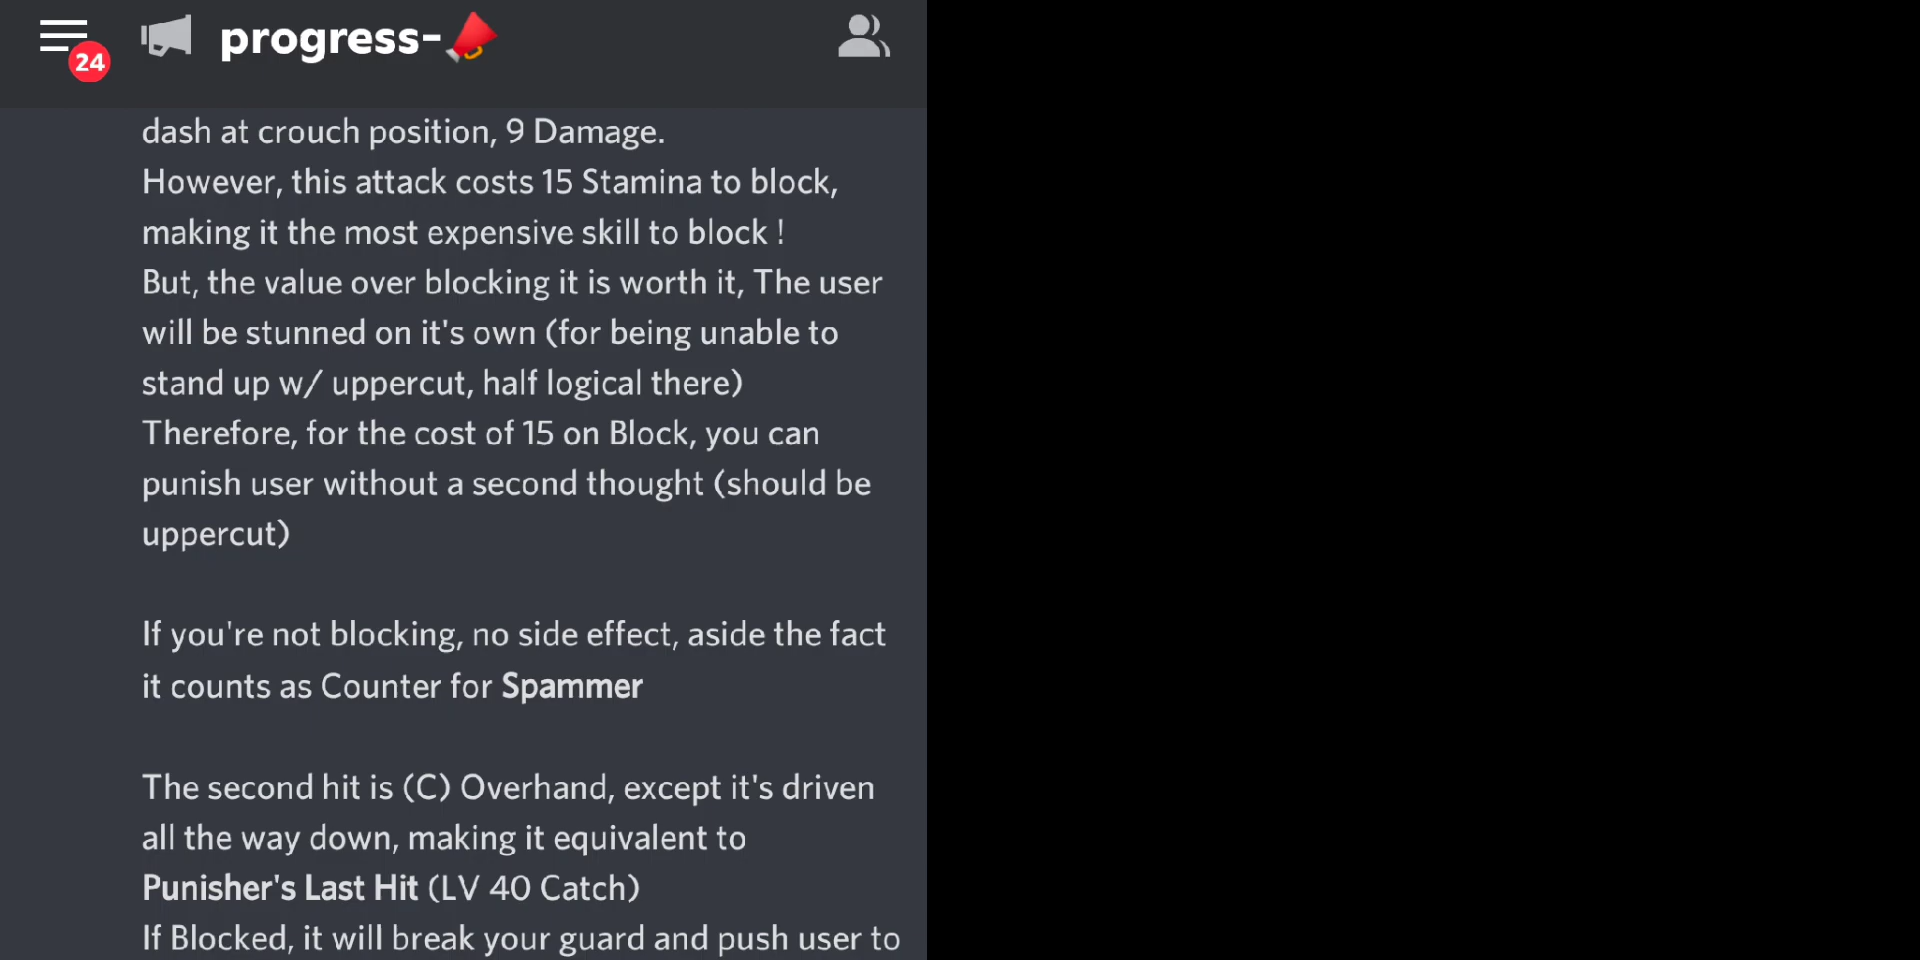 progress-
24
dash at crouch position, 9 Damage.
However, this attack costs 15 Stamina to block,
making it the most expensive skill to block !
But, the value over blocking it is worth it, The user
will be stunned on it's own (for being unable to
stand up w/ uppercut, half logical there)
Therefore, for the cost of 15 on Block, you can
punish user without a second thought (should be
uppercut)
If you're not blocking, no side effect, aside the fact
it counts as Counter for Spammer
The second hit is (C) Overhand, except it's driven
all the way down, making it equivalent to
Punisher's Last Hit (LV 40 Catch)
If Blocked, it will break your guard and push user to